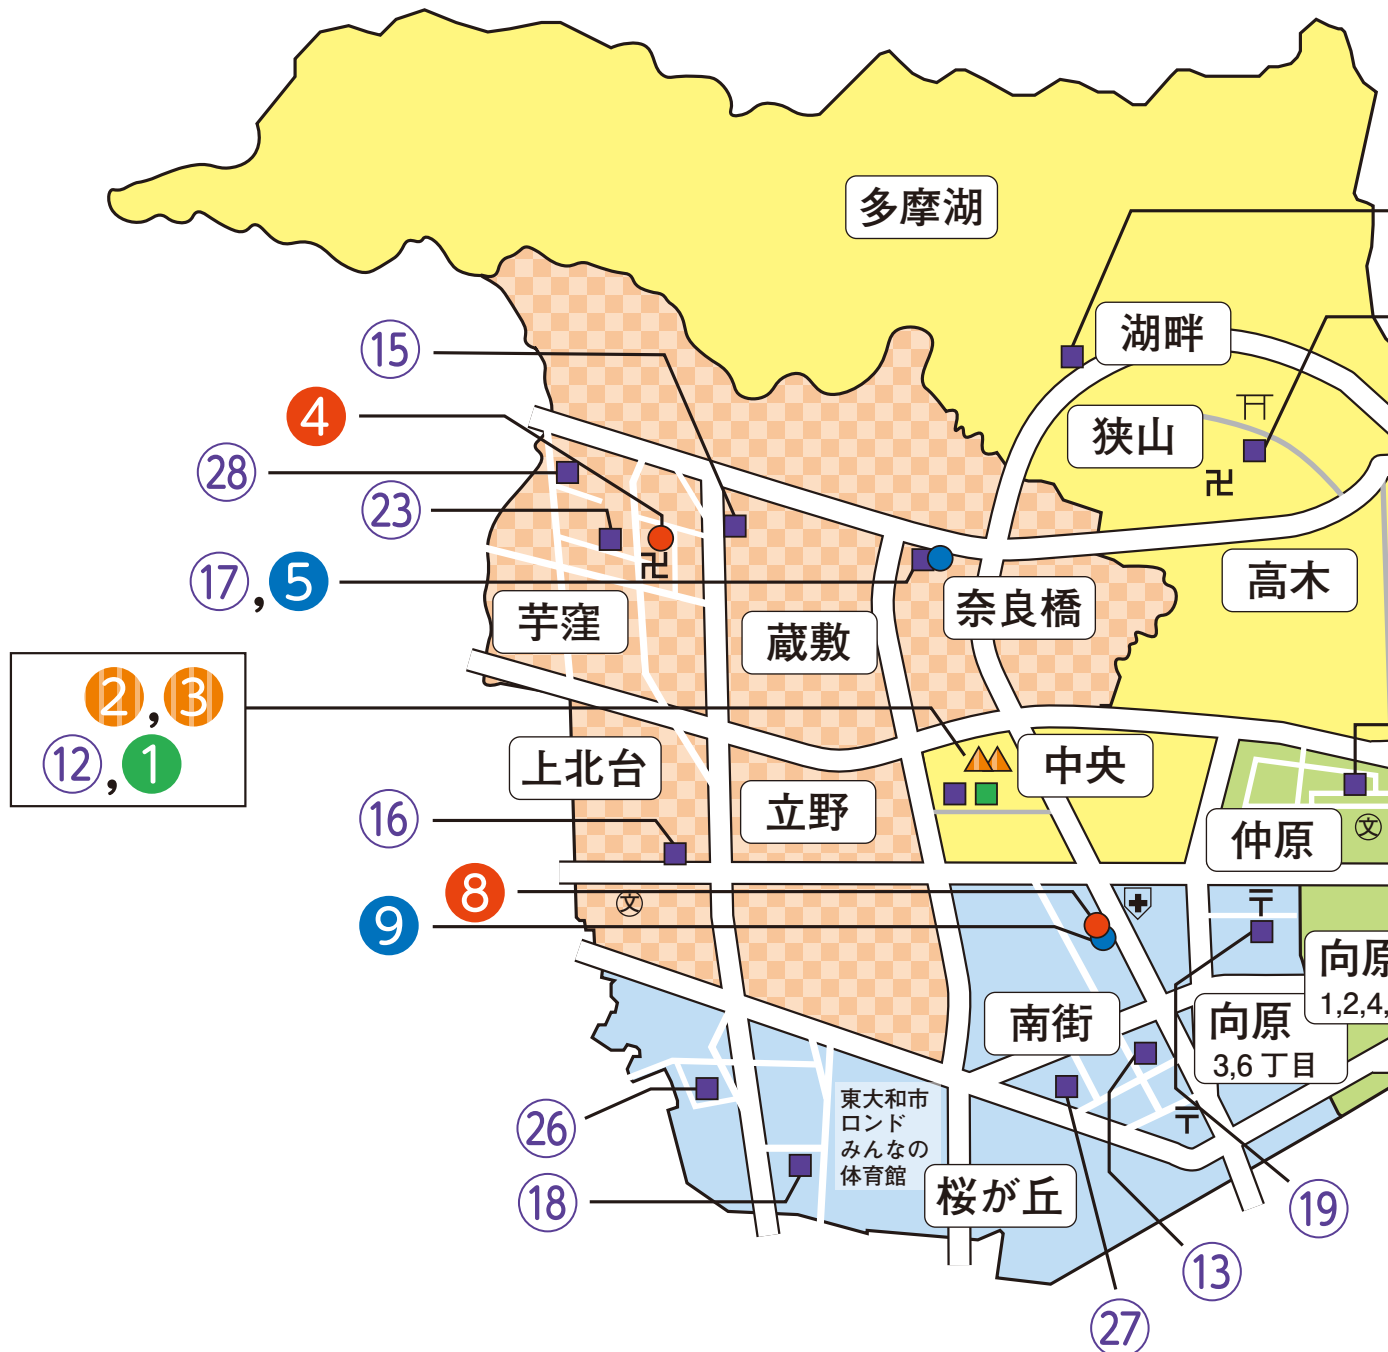 多摩湖
湖畔
⑮
④
狭山
㉘
㉓
⑰,⑤
高木
奈良橋
芋窪
蔵敷
②,③
⑫,①
上北台
中央
⑯
立野
仲原
文
⑧
文
⑨
〒
向原
1,2,4,
南街
向原
3,6 丁目
東大和市
ロンド
みんなの
体育館
〒
㉖
桜が丘
⑱
⑲
⑬
㉗